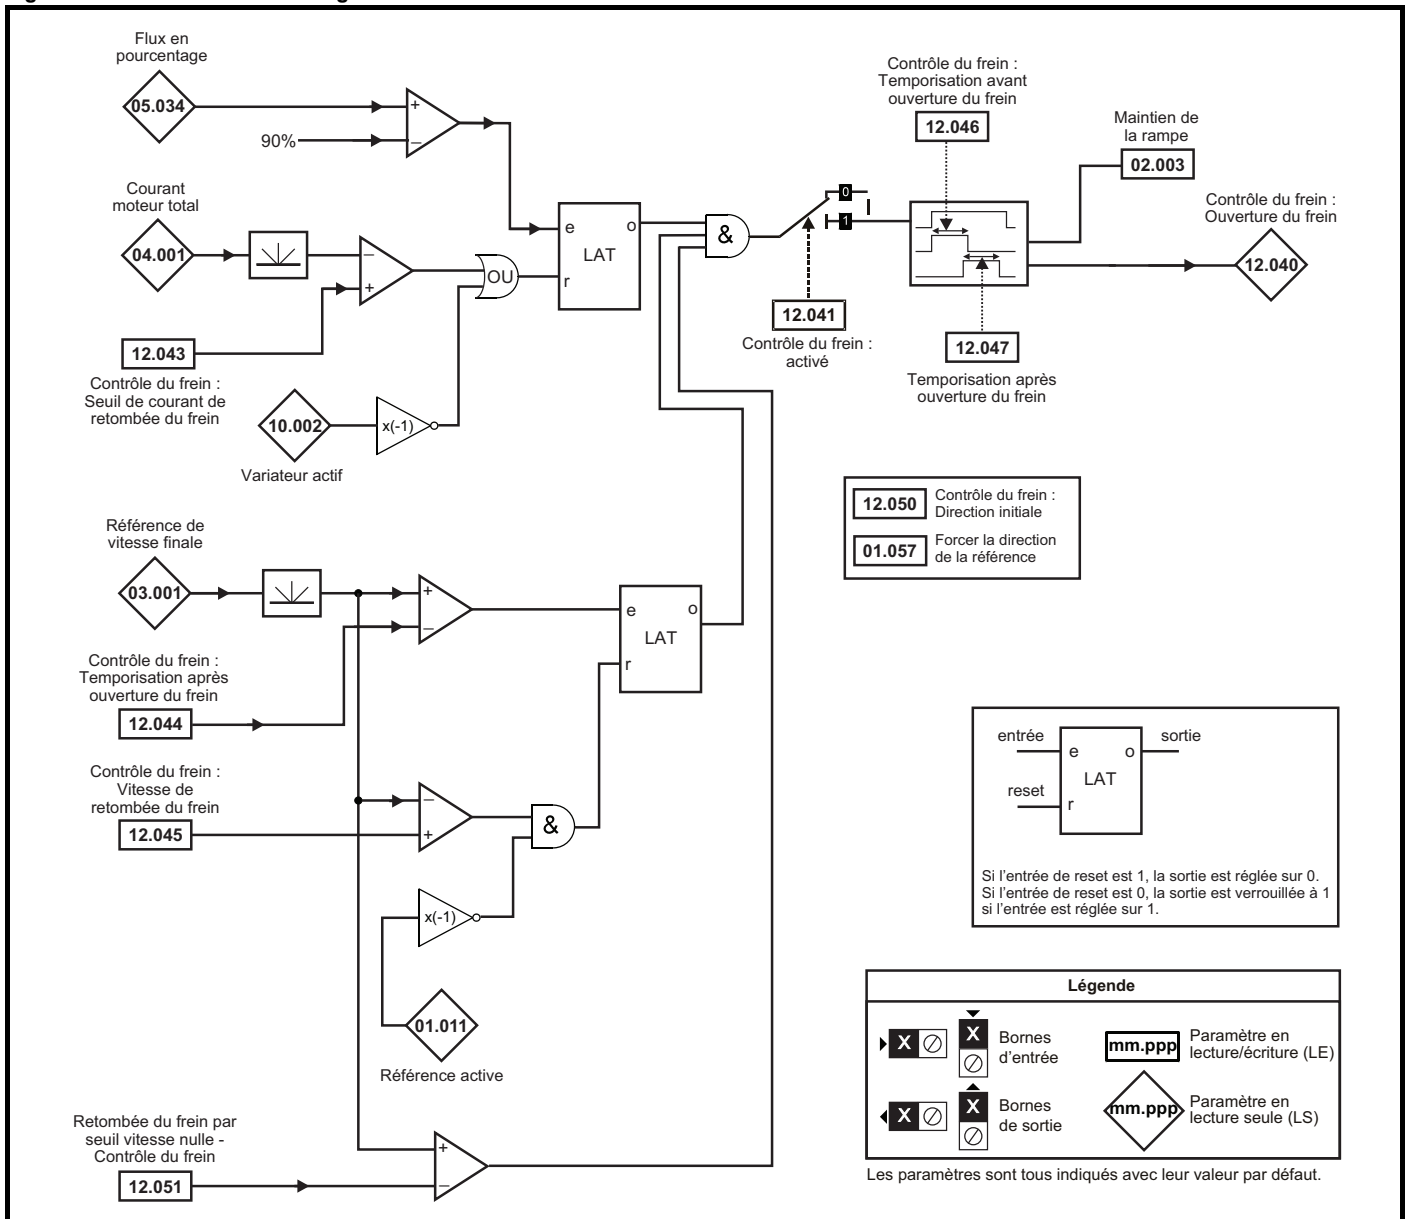 Flux en
pourcentage
05.034
90%
+
–
Courant
moteur total
04.001
–
+
OU
e
o
LAT
r
12.043
Contrôle du frein :
Seuil de courant de
retombée du frein
10.002
x(-1)
Variateur actif
&
0
1
12.041
Contrôle du frein :
activé
Contrôle du frein :
Temporisation avant
ouverture du frein
12.046
Maintien de
la rampe
02.003
Contrôle du frein :
Ouverture du frein
12.040
12.047
Temporisation après
ouverture du frein
12.050
Contrôle du frein :
Direction initiale
01.057
Forcer la direction
de la référence
Référence de
vitesse finale
03.001
+
–
e
o
LAT
r
Contrôle du frein :
Temporisation après
ouverture du frein
12.044
Contrôle du frein :
Vitesse de
retombée du frein
12.045
–
+
&
x(-1)
01.011
Référence active
Retombée du frein par
seuil vitesse nulle -
Contrôle du frein
12.051
+
–
entrée
sortie
e
o
LAT
reset
r
Si l'entrée de reset est 1, la sortie est réglée sur 0.
Si l'entrée de reset est 0, la sortie est verrouillée à 1
si l'entrée est réglée sur 1.
Légende
X
X
Bornes
d'entrée
mm.ppp
Paramètre en
lecture/écriture (LE)
X
X
Bornes
de sortie
mm.ppp
Paramètre en
lecture seule (LS)
Les paramètres sont tous indiqués avec leur valeur par défaut.